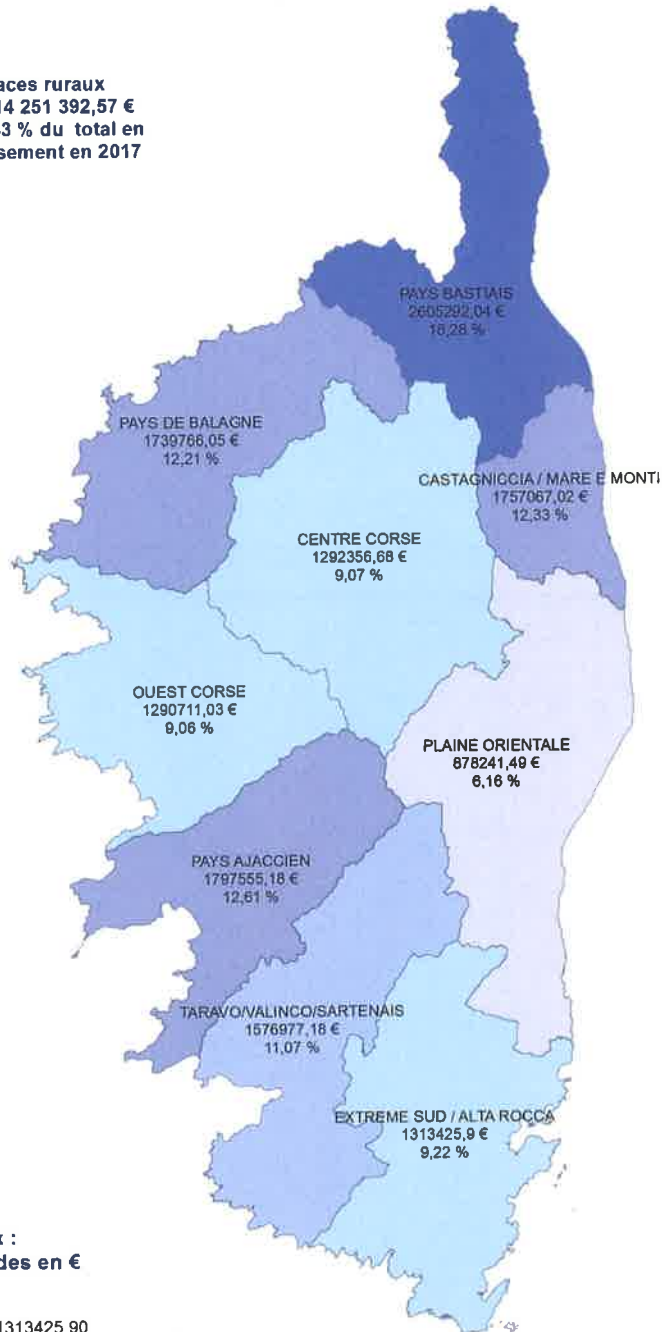 aces ruraux
14 251 392,57 €
3 % du total en
sement en 2017
PAYS BASTIAIS
2605292,04 €
18,28 %
PAYS DE BALAGNE
1739766,05 €
12,21 %
CASTAGNICCIA / MARE E MONTI
1757067,02 €
12,33 %
CENTRE CORSE
1292356,68 €
9,07 %
OUEST CORSE
1290711,03 €
9,06 %
PLAINE ORIENTALE
878241,49 €
6,16 %
PAYS AJACCIEN
1797555,18 €
12,61 %
TARAVO/VALINCO/SARTENAIS
1576977,18 €
11,07 %
EXTREME SUD / ALTA ROCCA
1313425,9 €
9,22 %
x :
des en €
1313425,90